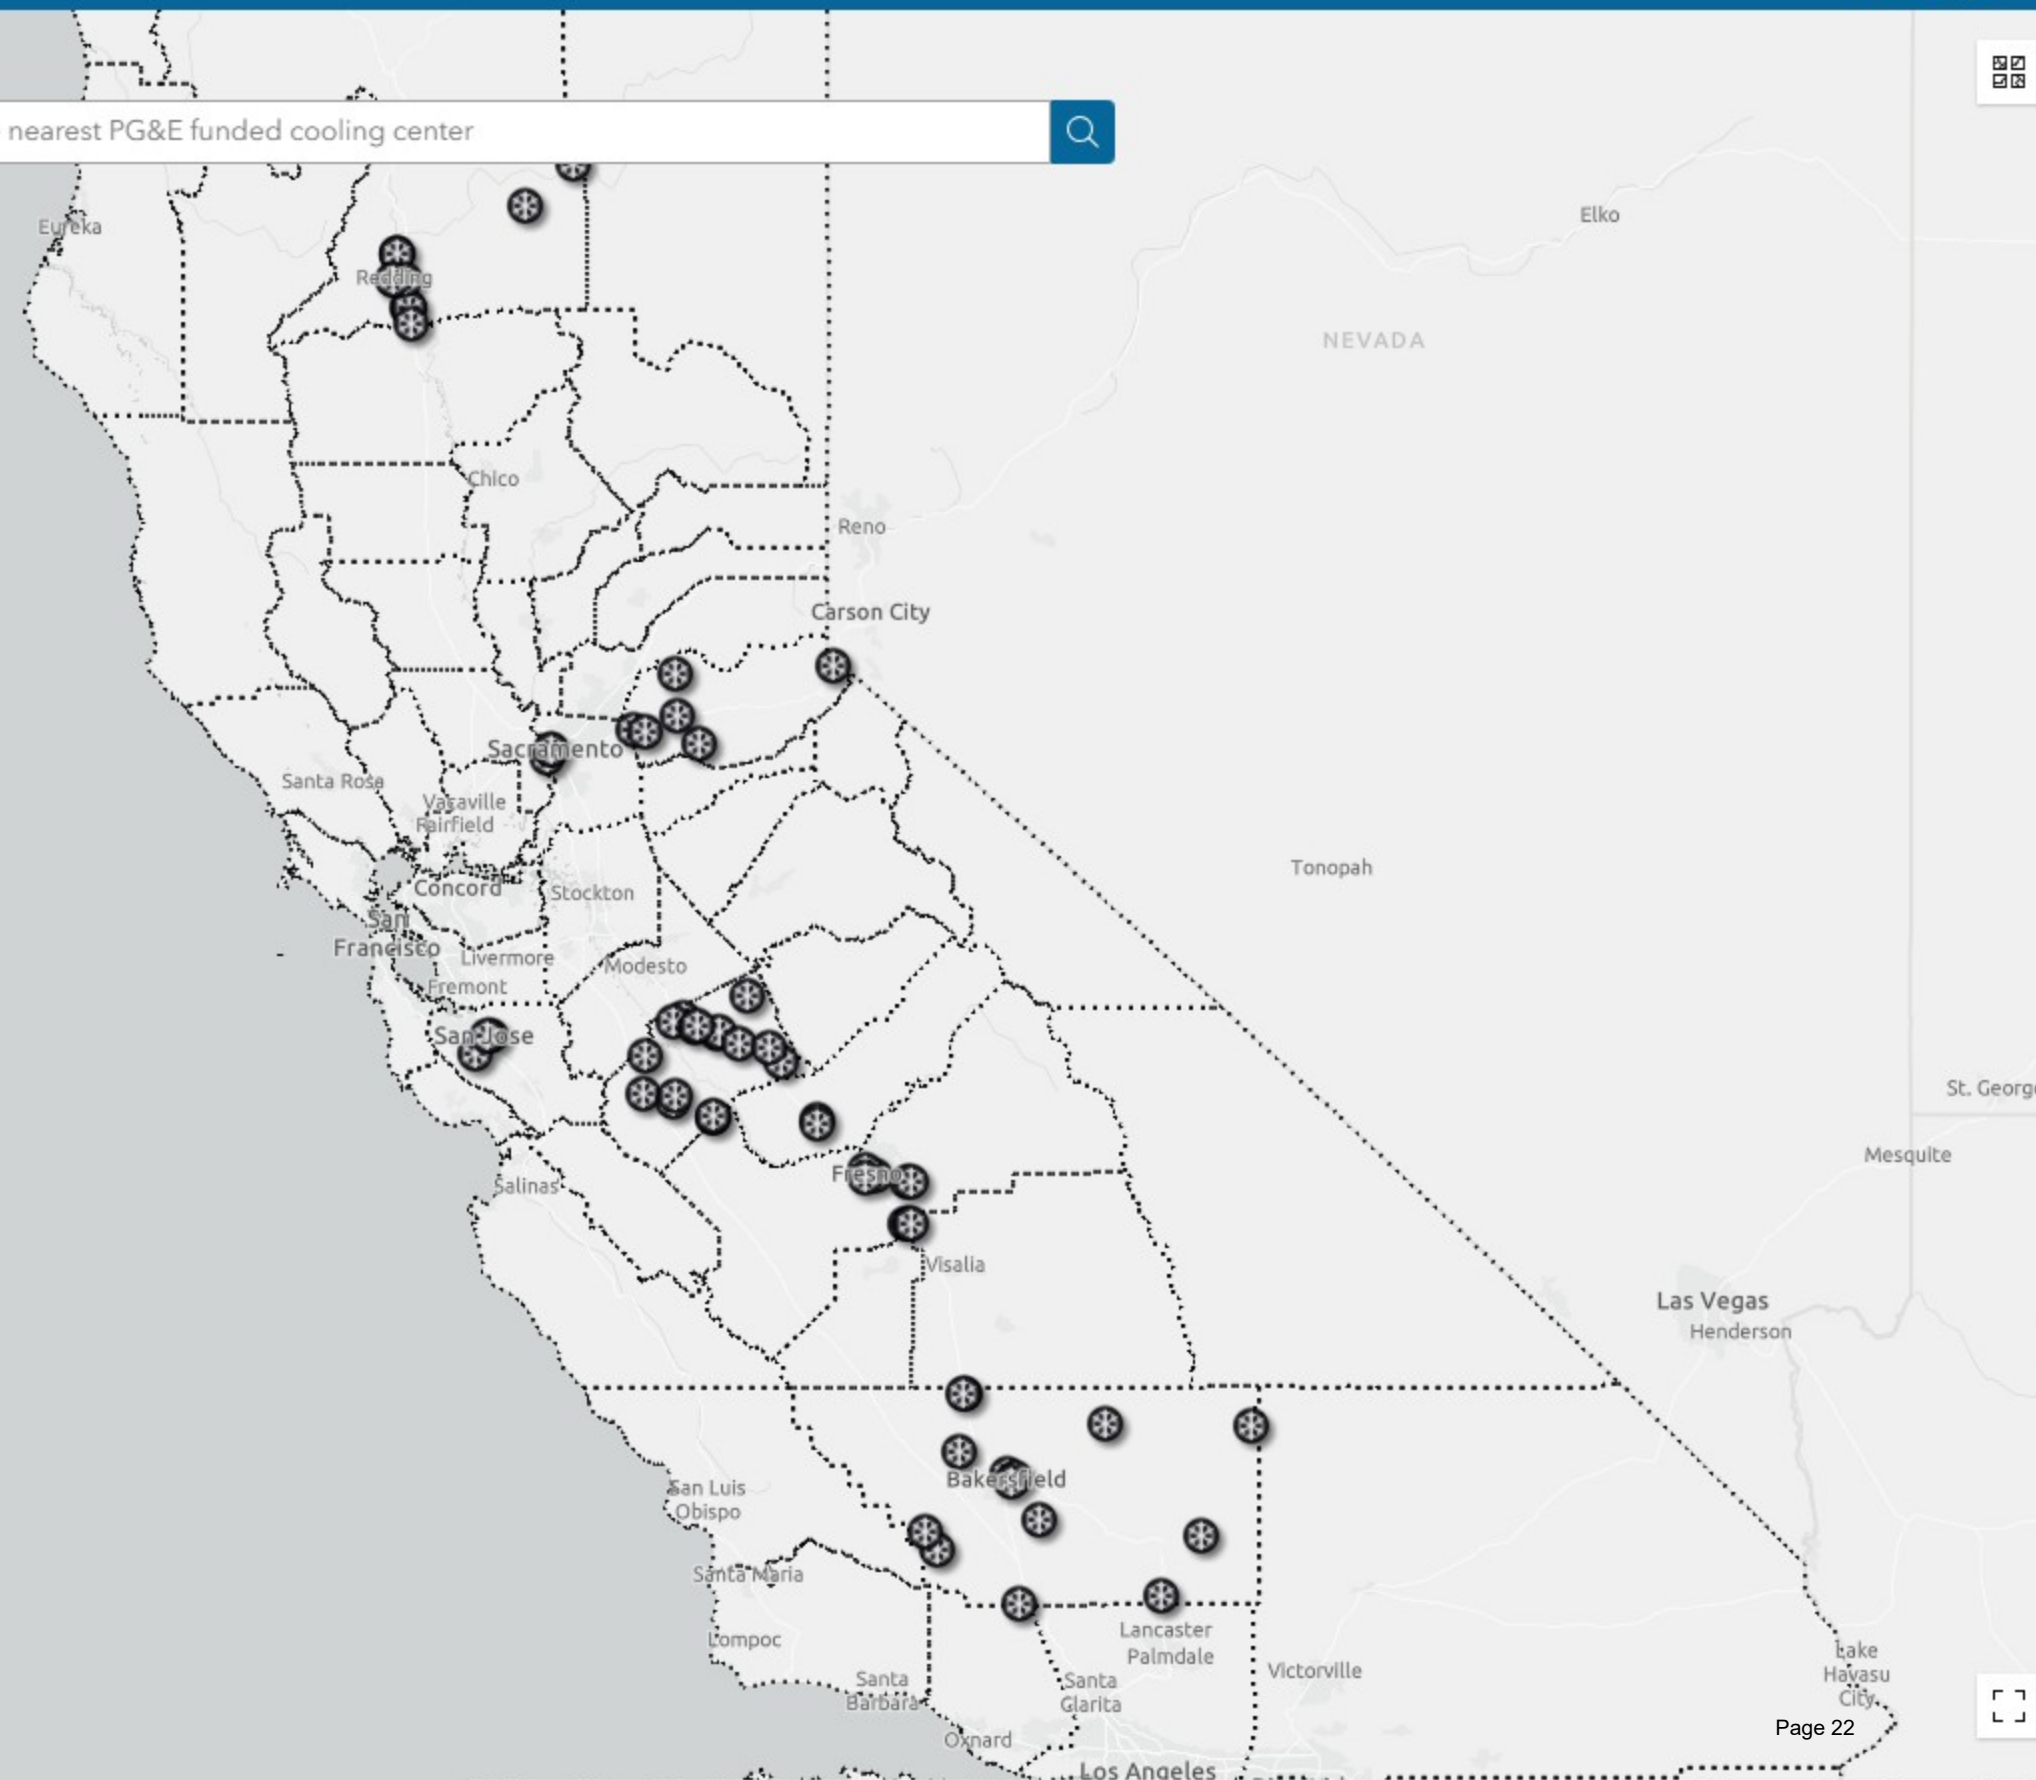 nearest PG&E funded cooling center
Elko
Eureka
Redding
NEVADA
Chico
Reno
Carson City
Sacramento
Santa Rosa
Vacaville
Fairfield
Tonopah
Concord
Stockton
San
Francisco
Livermore
Modesto
Fremont
San Jose
St. George
Mesquite
Fresno
Salinas
Visalia
Las Vegas
Henderson
Bakersfield
San Luis
Obispo
Santa Maria
Lancaster
Palmdale
Lompoc
Victorville
Santa
Barbara
Santa
Clarita
Lake
Havasu
City
Page 22
Oxnard
Los Angeles